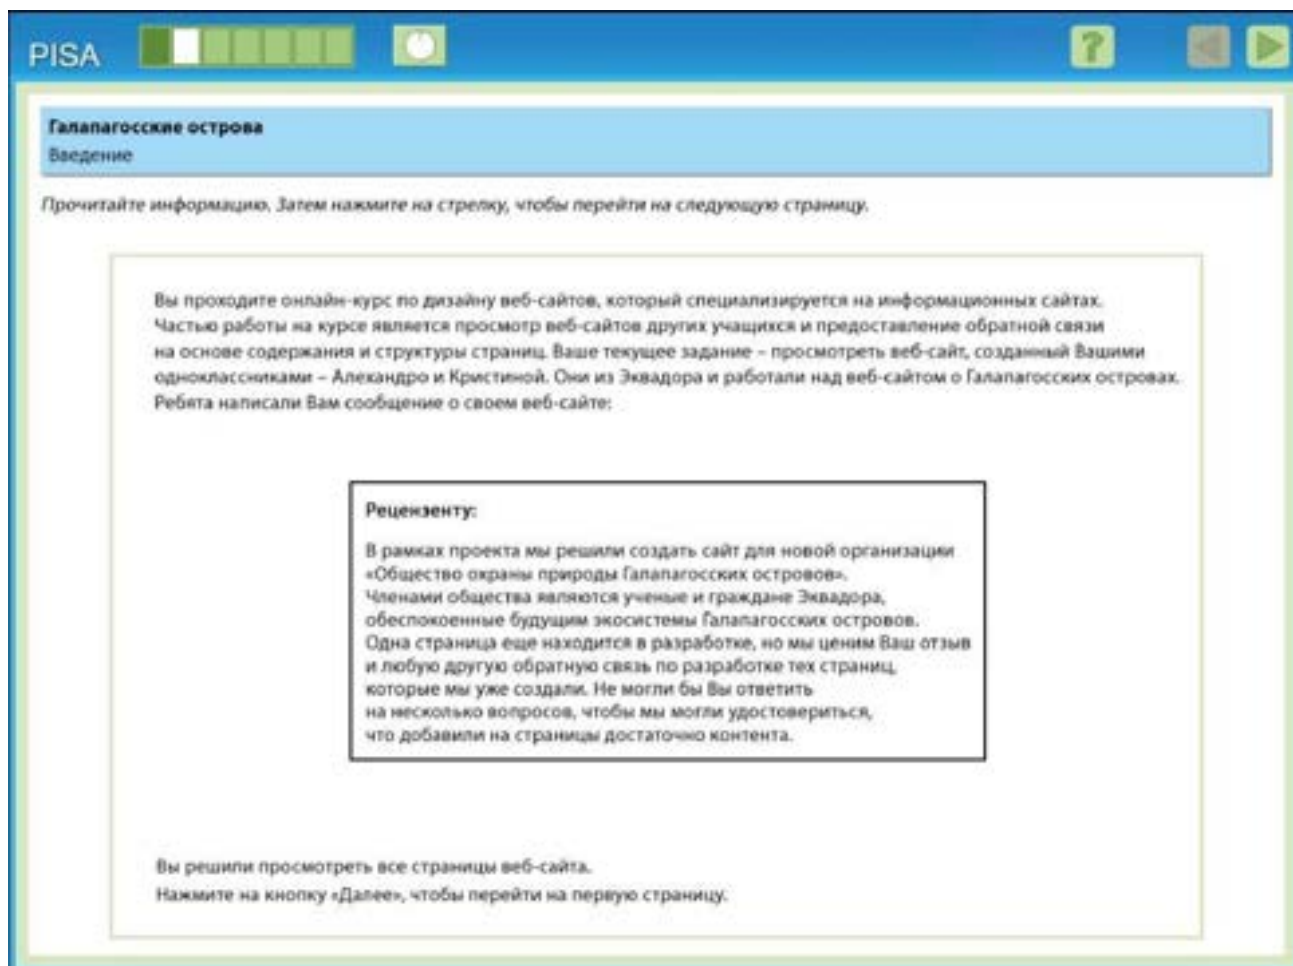 PISA
?
Галапагосские острова
Введение
Прочитайте информацию. Затем нажмите на стрелку, чтобы перейти на следующую страницу.
Вы проходите онлайн-курс по дизайну веб-сайтов, который специализируется на информационных сайтах.
Частью работы на курсе является просмотр веб-сайтов других учащихся и предоставление обратной связи
на основе содержания и структуры страниц. Ваше текущее задание – просмотреть веб-сайт, созданный Вашими
одноклассниками – Алехандро и Кристиной. Они из Эквадора и работали над веб-сайтом о Галапагосских островах.
Ребята написали Вам сообщение о своем веб-сайте:
Рецензенту:
В рамках проекта мы решили создать сайт для новой организации
«Общество охраны природы Галапагосских островов».
Членами общества являются ученые и граждане Эквадора,
обеспокоенные будущим экосистемы Галапагосских островов.
Одна страница еще находится в разработке, но мы ценим Ваш отзыв
и любую другую обратную связь по разработке тех страниц,
которые мы уже создали. Не могли бы Вы ответить
на несколько вопросов, чтобы мы могли удостовериться,
что добавили на страницы достаточно контента.
Вы решили просмотреть все страницы веб-сайта.
Нажмите на кнопку «Далее», чтобы перейти на первую страницу.